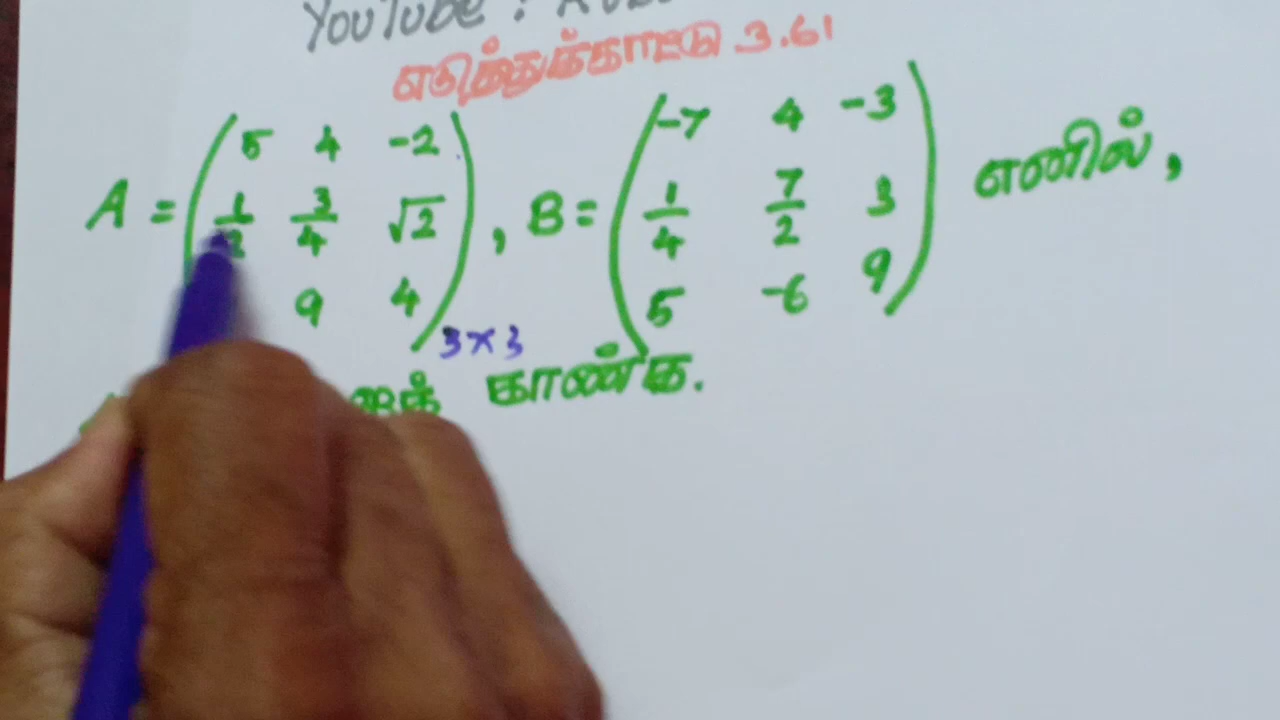 YouTube :
எடுத்துக்காட்டு 3.61
A = ( 5 4 -2
1/2 3/4 √2
9 4 ) 3×3 , B = ( -7 4 -3
1/4 7/2 3
5 -6 9 ) எனில்,
காண்க.